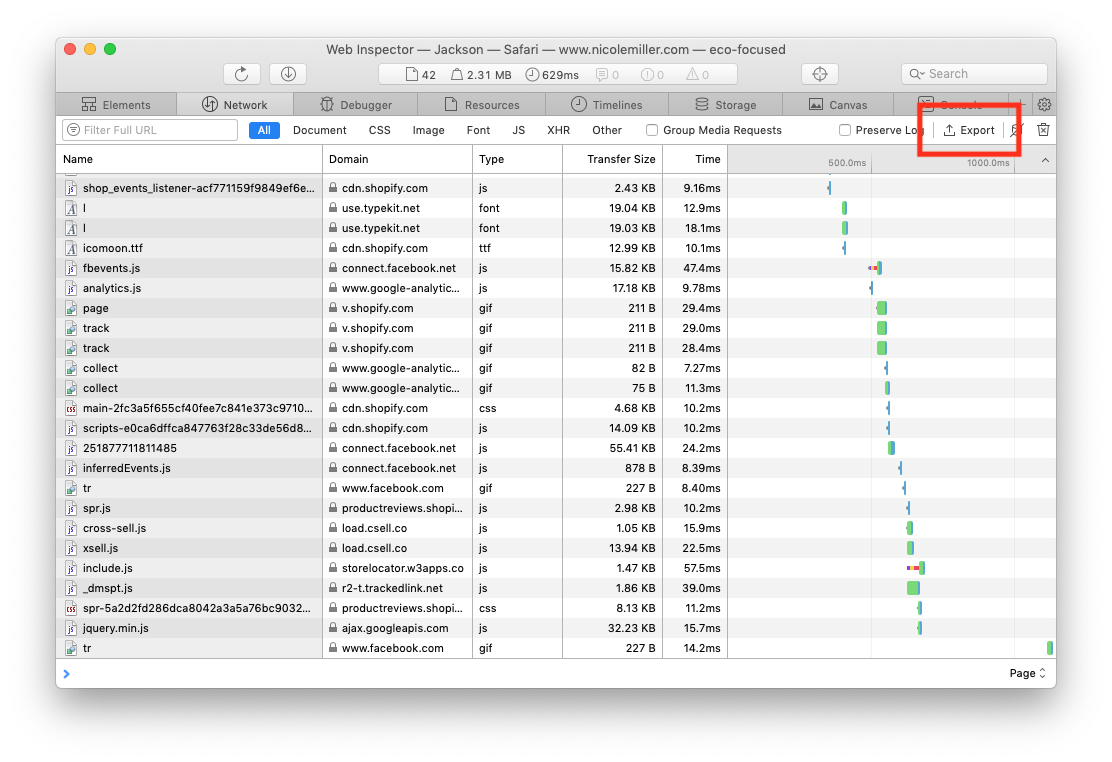 Web Inspector — Jackson — Safari — www.nicolemiller.com — eco-focused
42 2.31 MB 629ms 0 0 0 Search
Elements Network Debugger Resources Timelines Storage Canvas Console
Filter Full URL All Document CSS Image Font JS XHR Other Group Media Requests Preserve Log Export
Name Domain Type Transfer Size Time 500.0ms 1000.0ms
shop_events_listener-acf771159f9849ef6e... cdn.shopify.com js 2.43 KB 9.16ms
l use.typekit.net font 19.04 KB 12.9ms
l use.typekit.net font 19.03 KB 18.1ms
icomoon.ttf cdn.shopify.com ttf 12.99 KB 10.1ms
fbevents.js connect.facebook.net js 15.82 KB 47.4ms
analytics.js www.google-analytic... js 17.18 KB 9.78ms
page v.shopify.com gif 211 B 29.4ms
track v.shopify.com gif 211 B 29.0ms
track v.shopify.com gif 211 B 28.4ms
collect www.google-analytic... gif 82 B 7.27ms
collect www.google-analytic... gif 75 B 11.3ms
main-2fc3a5f655cf40fee7c841e373c9710... cdn.shopify.com css 4.68 KB 10.2ms
scripts-e0ca6dffca847763f28c33de56d8... cdn.shopify.com js 14.09 KB 10.2ms
251877711811485 connect.facebook.net js 55.41 KB 24.2ms
inferredEvents.js connect.facebook.net js 878 B 8.39ms
tr www.facebook.com gif 227 B 8.40ms
spr.js productreviews.shopi... js 2.98 KB 10.2ms
cross-sell.js load.csell.co js 1.05 KB 15.9ms
xsell.js load.csell.co js 13.94 KB 22.5ms
include.js storelocator.w3apps.co js 1.47 KB 57.5ms
_dmspt.js r2-t.trackedlink.net js 1.86 KB 39.0ms
spr-5a2d2fd286dca8042a3a5a76bc9032... productreviews.shopi... css 8.13 KB 11.2ms
jquery.min.js ajax.googleapis.com js 32.23 KB 15.7ms
tr www.facebook.com gif 227 B 14.2ms
Page